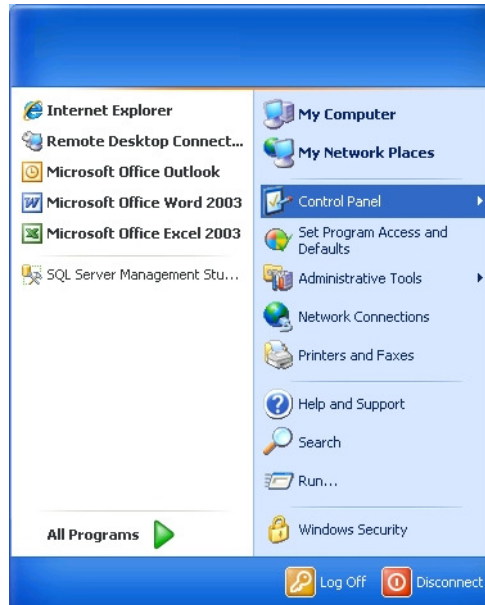 Internet Explorer
Remote Desktop Connect...
Microsoft Office Outlook
Microsoft Office Word 2003
Microsoft Office Excel 2003
SQL Server Management Stu...
All Programs
My Computer
My Network Places
Control Panel
Set Program Access and
Defaults
Administrative Tools
Network Connections
Printers and Faxes
Help and Support
Search
Run...
Windows Security
Log Off
Disconnect